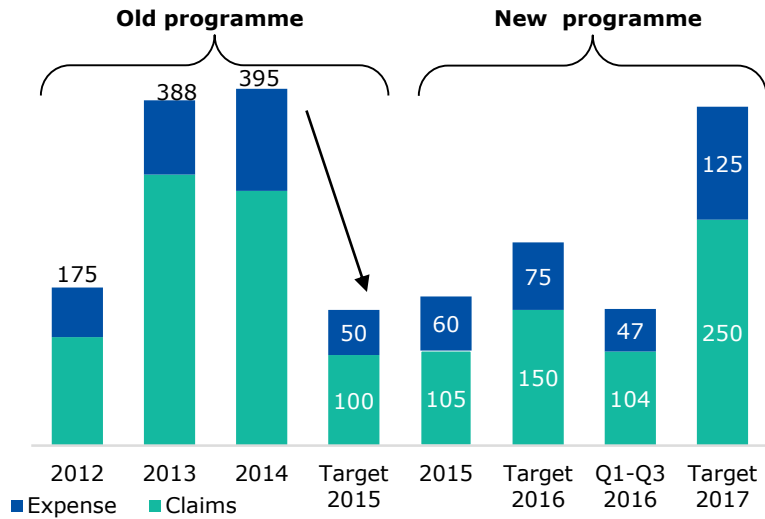 Old programme
New programme
175
388
395
50
100
60
105
75
150
47
104
125
250
2012
2013
2014
Target
2015
2015
Target
2016
Q1-Q3
2016
Target
2017
Expense
Claims